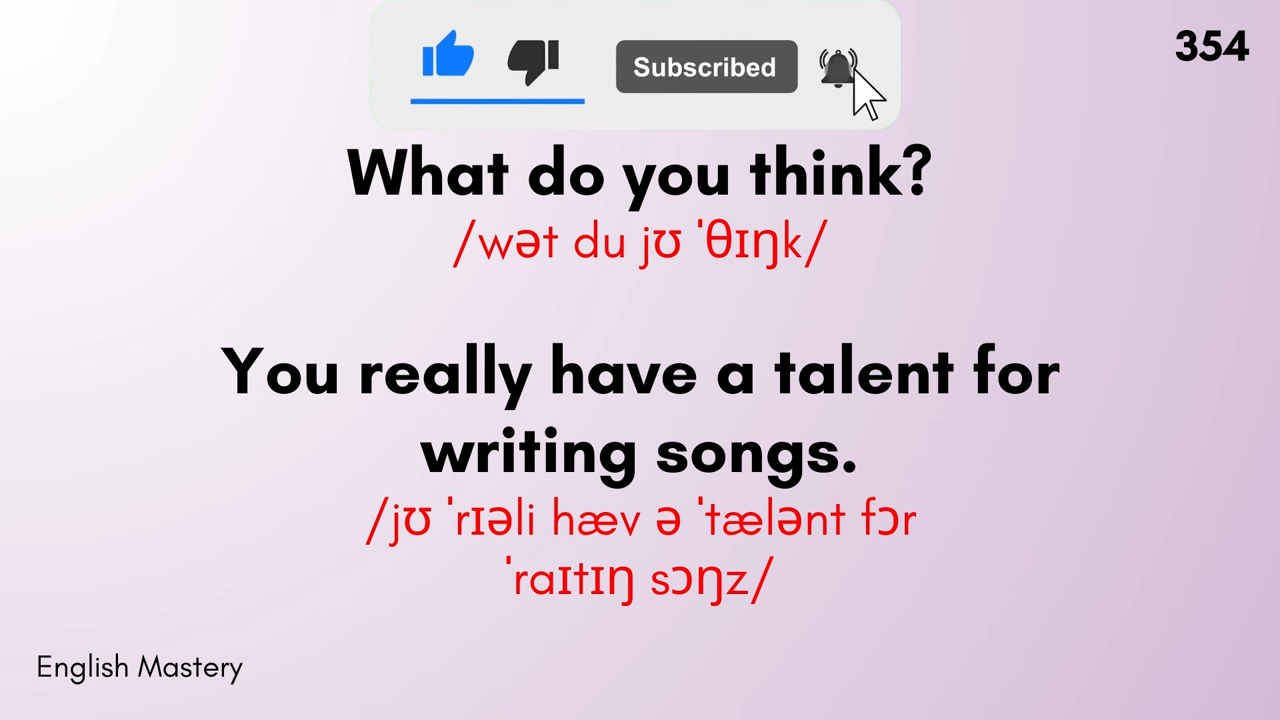 Subscribed
354
What do you think?
/wət du jʊ ˈθɪŋk/
You really have a talent for
writing songs.
/jʊ ˈrɪəli hæv ə ˈtælənt fɔr
ˈraɪtɪŋ sɔŋz/
English Mastery